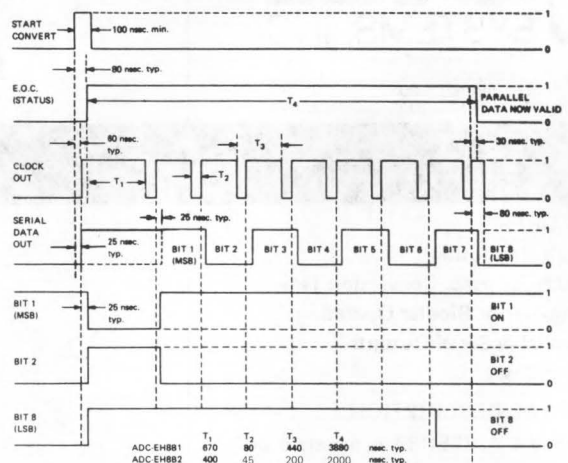 START CONVERT
1
100 nsec. min.
0
80 nsec. typ.
E.O.C. (STATUS)
1
T4
PARALLEL DATA NOW VALID
0
60 nsec typ.
T3
30 nsec typ.
CLOCK OUT
1
T1
T2
0
25 nsec typ.
80 nsec typ.
SERIAL DATA OUT
1
25 nsec typ.
BIT 1 (MSB)
BIT 2
BIT 3
BIT 4
BIT 5
BIT 6
BIT 7
BIT 8 (LSB)
0
BIT 1 (MSB)
25 nsec typ.
1
BIT 1 ON
0
BIT 2
1
BIT 2 OFF
0
BIT 8 (LSB)
1
BIT 8 OFF
0
T1 T2 T3 T4
ADC-EH8B1 670 80 440 3880 nsec. typ.
ADC-EH8B2 400 45 200 2000 nsec. typ.